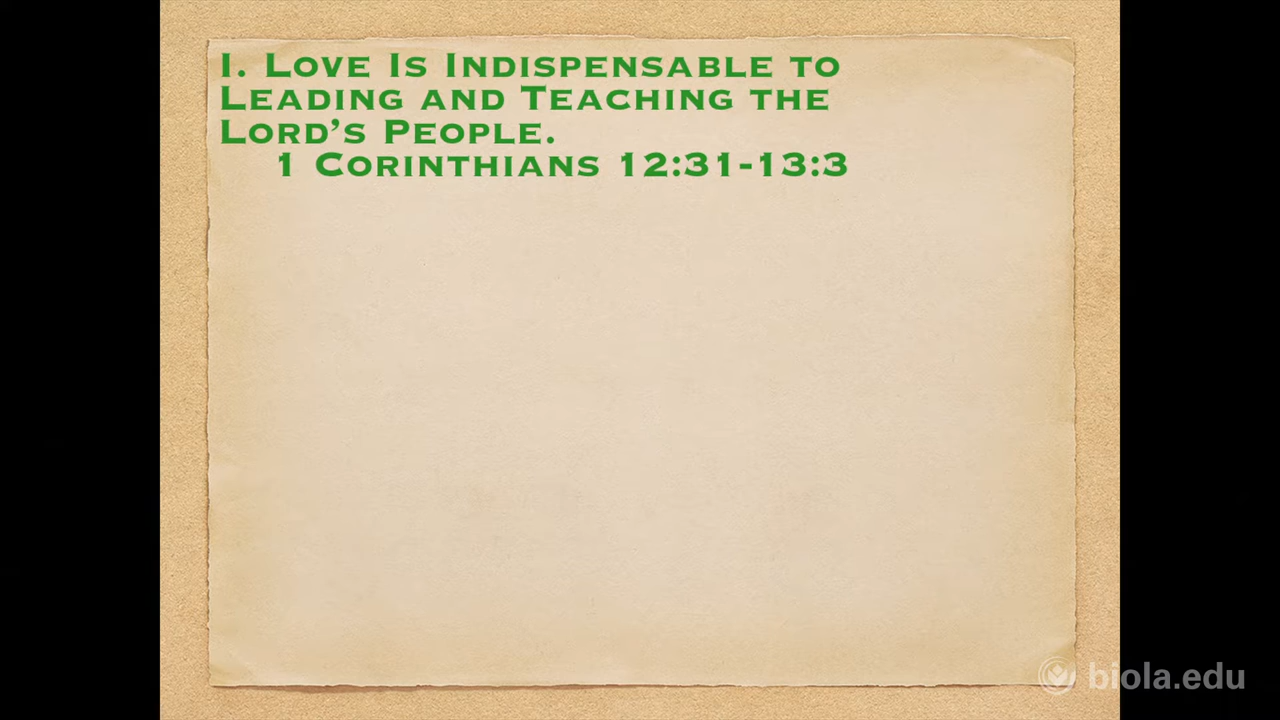 I. Love Is Indispensable to
Leading and Teaching the
Lord’s People.
1 Corinthians 12:31-13:3
biola.edu